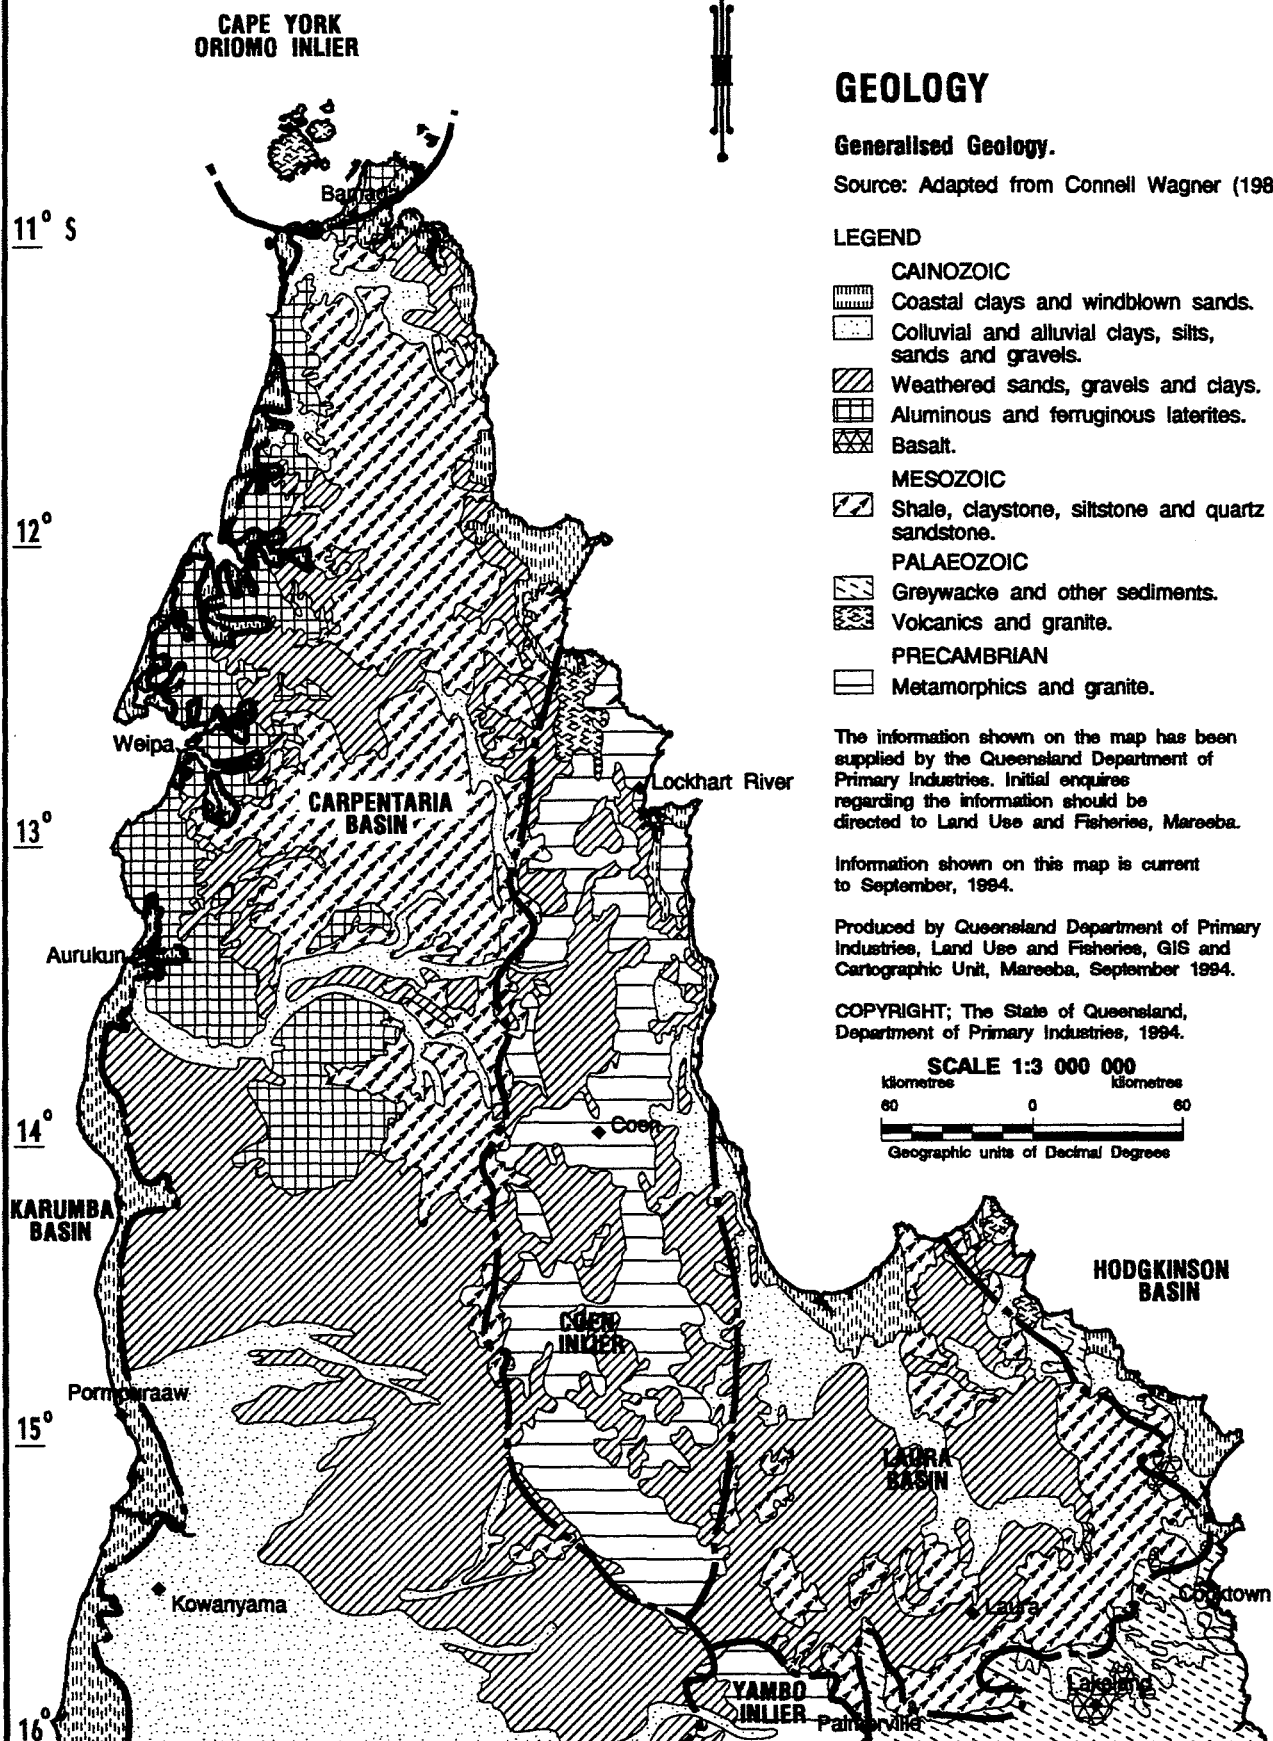 CAPE YORK
ORIOMO INLIER
GEOLOGY
Generalised Geology.
Source: Adapted from Connell Wagner (198
LEGEND
CAINOZOIC
Coastal clays and windblown sands.
Colluvial and alluvial clays, silts,
sands and gravels.
Weathered sands, gravels and clays.
Aluminous and ferruginous laterites.
Basalt.
MESOZOIC
Shale, claystone, siltstone and quartz
sandstone.
PALAEOZOIC
Greywacke and other sediments.
Volcanics and granite.
PRECAMBRIAN
Metamorphics and granite.
The information shown on the map has been
supplied by the Queensland Department of
Primary Industries. Initial enquires
regarding the information should be
directed to Land Use and Fisheries, Mareeba.
Information shown on this map is current
to September, 1994.
Produced by Queensland Department of Primary
Industries, Land Use and Fisheries, GIS and
Cartographic Unit, Mareeba, September 1994.
COPYRIGHT; The State of Queensland,
Department of Primary Industries, 1994.
SCALE 1:3 000 000
kilometres kilometres
60 0 60
Geographic units of Decimal Degrees
Bamaga
11° S
12°
Weipa
Lockhart River
CARPENTARIA
BASIN
13°
Aurukun
14°
Coen
KARUMBA
BASIN
HODGKINSON
BASIN
COEN
INLIER
Pormpuraaw
15°
LAURA
BASIN
Kowanyama
Cooktown
Laura
Lakeland
YAMBO
INLIER
Palmerville
16°